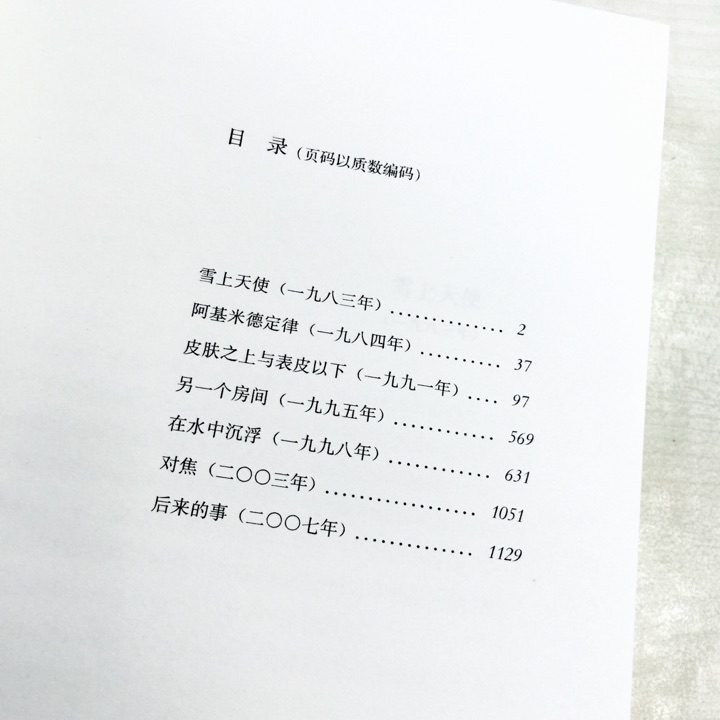 目 录（页码以质数编码）
雪上天使（一九八三年）.............. 2
阿基米德定律（一九八四年）.......... 37
皮肤之上与表皮以下（一九九一年）.... 97
另一个房间（一九九五年）............ 569
在水中沉浮（一九九八年）............ 631
对焦（二〇〇三年）.................. 1051
后来的事（二〇〇七年）.............. 1129